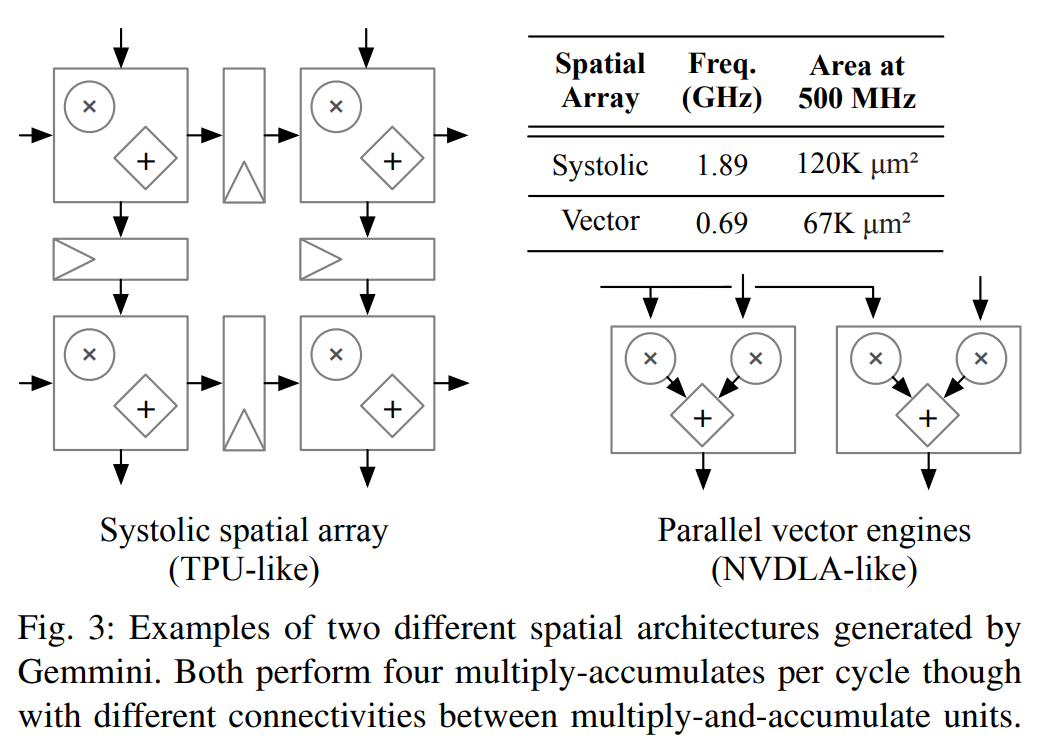 × × × ×
+ + + +
Systolic spatial array
(TPU-like)
Spatial Array Freq. (GHz) Area at 500 MHz
Systolic 1.89 120K μm²
Vector 0.69 67K μm²
× × × ×
+ +
Parallel vector engines
(NVDLA-like)
Fig. 3: Examples of two different spatial architectures generated by
Gemmini. Both perform four multiply-accumulates per cycle though
with different connectivities between multiply-and-accumulate units.